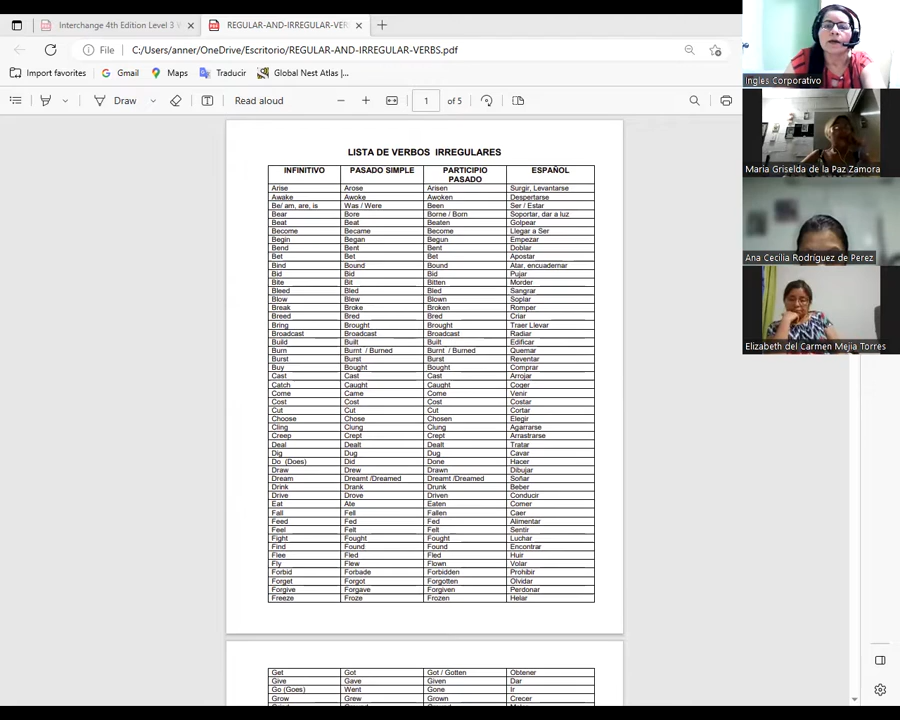 Interchange 4th Edition Level 3
REGULAR-AND-IRREGULAR-VER
File C:/Users/anner/OneDrive/Escritorio/REGULAR-AND-IRREGULAR-VERBS.pdf
Import favorites Gmail Maps Traducir Global Nest Atlas |...
Draw Read aloud 1 of 5
Ingles Corporativo
Maria Griselda de la Paz Zamora
Ana Cecilia Rodríguez de Perez
Elizabeth del Carmen Mejia Torres
LISTA DE VERBOS IRREGULARES
INFINITIVO PASADO SIMPLE PARTICIPIO PASADO ESPAÑOL
Arise Arose Arisen Surgir, Levantarse
Awake Awoke Awoken Despertarse
Be/ am, are, is Was / Were Been Ser / Estar
Bear Bore Borne / Born Soportar, dar a luz
Beat Beat Beaten Golpear
Become Became Become Llegar a Ser
Begin Began Begun Empezar
Bend Bent Bent Doblar
Bet Bet Bet Apostar
Bind Bound Bound Atar, encuadernar
Bid Bid Bid Pujar
Bite Bit Bitten Morder
Bleed Bled Bled Sangrar
Blow Blew Blown Soplar
Break Broke Broken Romper
Breed Bred Bred Criar
Bring Brought Brought Traer Llevar
Broadcast Broadcast Broadcast Radiar
Build Built Built Edificar
Burn Burnt / Burned Burnt / Burned Quemar
Burst Burst Burst Reventar
Buy Bought Bought Comprar
Cast Cast Cast Arrojar
Catch Caught Caught Coger
Come Came Come Venir
Cost Cost Cost Costar
Cut Cut Cut Cortar
Choose Chose Chosen Elegir
Cling Clung Clung Agarrarse
Creep Crept Crept Arrastrarse
Deal Dealt Dealt Tratar
Dig Dug Dug Cavar
Do (Does) Did Done Hacer
Draw Drew Drawn Dibujar
Dream Dreamt /Dreamed Dreamt /Dreamed Soñar
Drink Drank Drunk Beber
Drive Drove Driven Conducir
Eat Ate Eaten Comer
Fall Fell Fallen Caer
Feed Fed Fed Alimentar
Feel Felt Felt Sentir
Fight Fought Fought Luchar
Find Found Found Encontrar
Flee Fled Fled Huir
Fly Flew Flown Volar
Forbid Forbade Forbidden Prohibir
Forget Forgot Forgotten Olvidar
Forgive Forgave Forgiven Perdonar
Freeze Froze Frozen Helar
Get Got Got / Gotten Obtener
Give Gave Given Dar
Go (Goes) Went Gone Ir
Grow Grew Grown Crecer